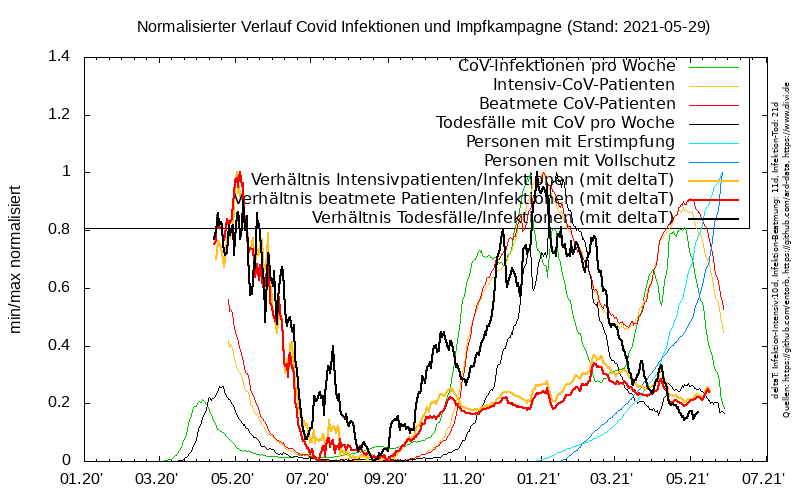 Normalisierter Verlauf Covid Infektionen und Impfkampagne (Stand: 2021-05-29)
min/max normalisiert
1.4
1.2
1
0.8
0.6
0.4
0.2
0
CoV-Infektionen pro Woche
Intensiv-CoV-Patienten
Beatmete CoV-Patienten
Todesfälle mit CoV pro Woche
Personen mit Erstimpfung
Personen mit Vollschutz
Verhältnis Intensivpatienten/Infektionen (mit deltaT)
Verhältnis beatmete Patienten/Infektionen (mit deltaT)
Verhältnis Todesfälle/Infektionen (mit deltaT)
01.20'
03.20'
05.20'
07.20'
09.20'
11.20'
01.21'
03.21'
05.21'
07.21'
deltaT: Infektion-Intensiv:10d, Infektion-Beatmung: 11d, Infektion-Tod: 21d
Quellen: https://github.com/entorb, https://github.com/ard-data, https://www.divi.de